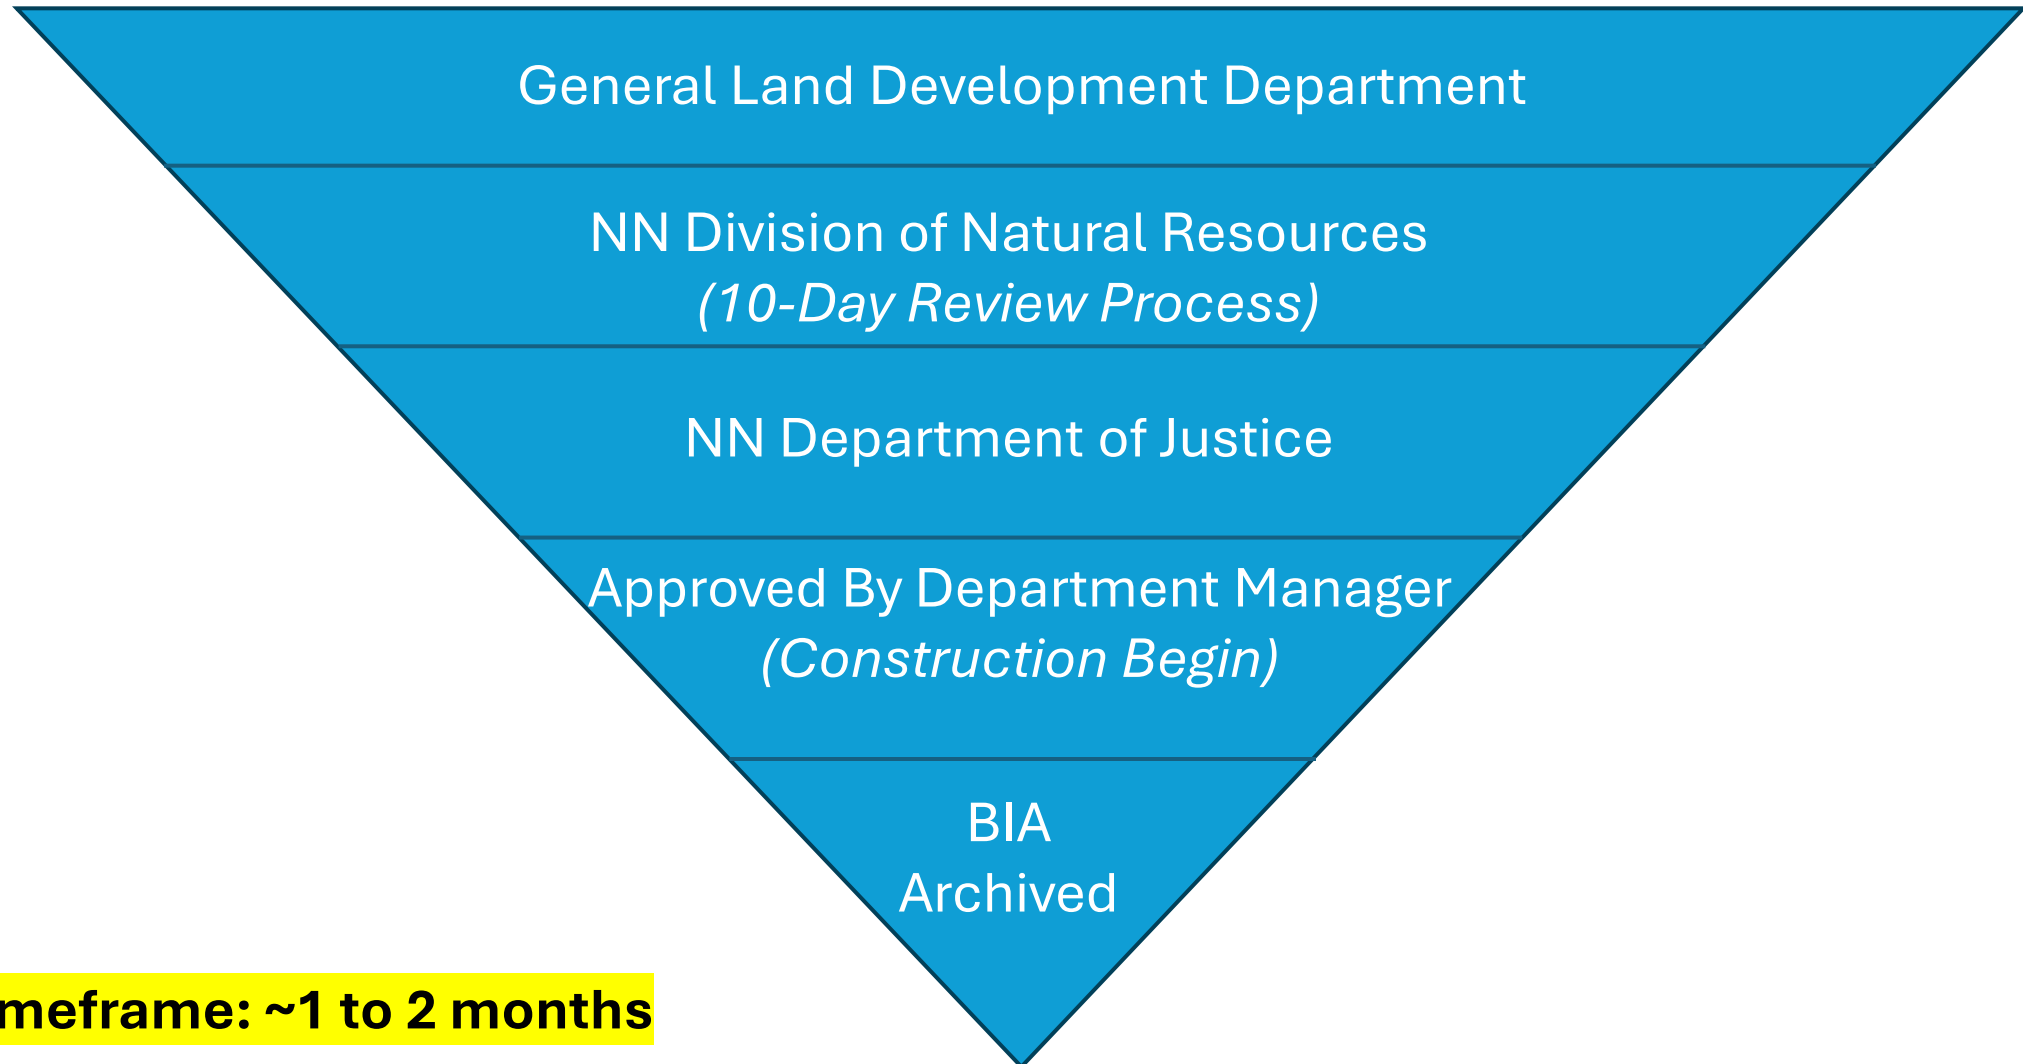 General Land Development Department
NN Division of Natural Resources
(10-Day Review Process)
NN Department of Justice
Approved By Department Manager
(Construction Begin)
BIA
Archived
meframe: ~1 to 2 months